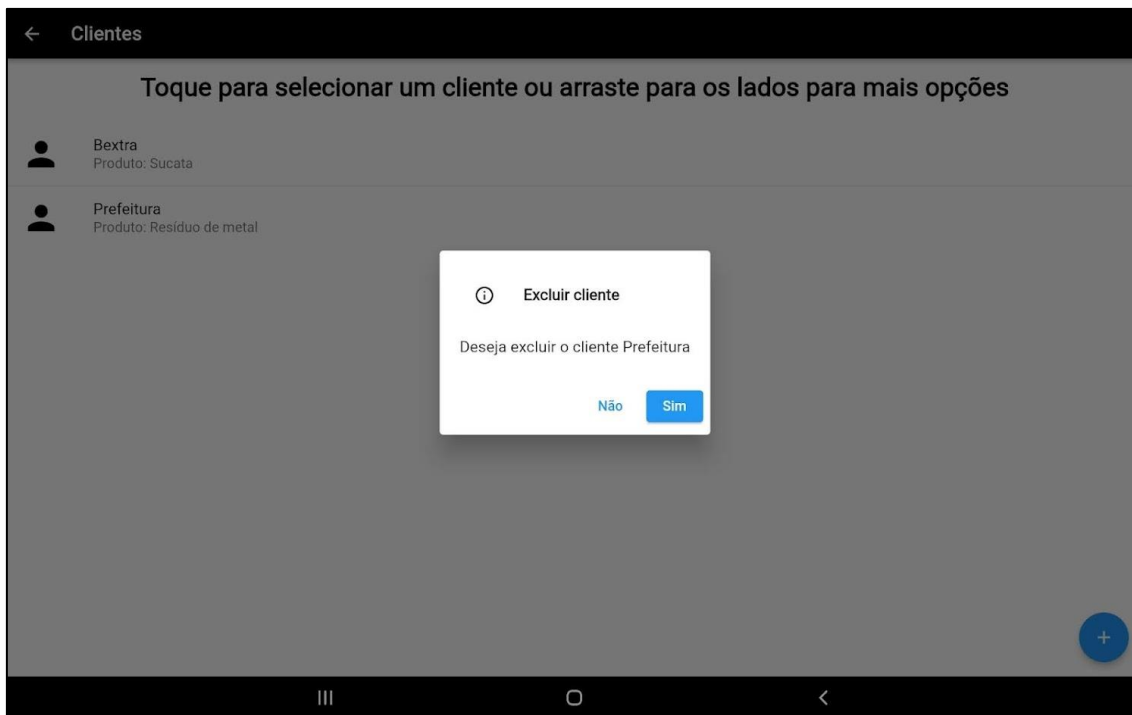 Clientes
Toque para selecionar um cliente ou arraste para os lados para mais opções
Bextra
Produto: Sucata
Prefeitura
Produto: Resíduo de metal
Excluir cliente
Deseja excluir o cliente Prefeitura
Não Sim